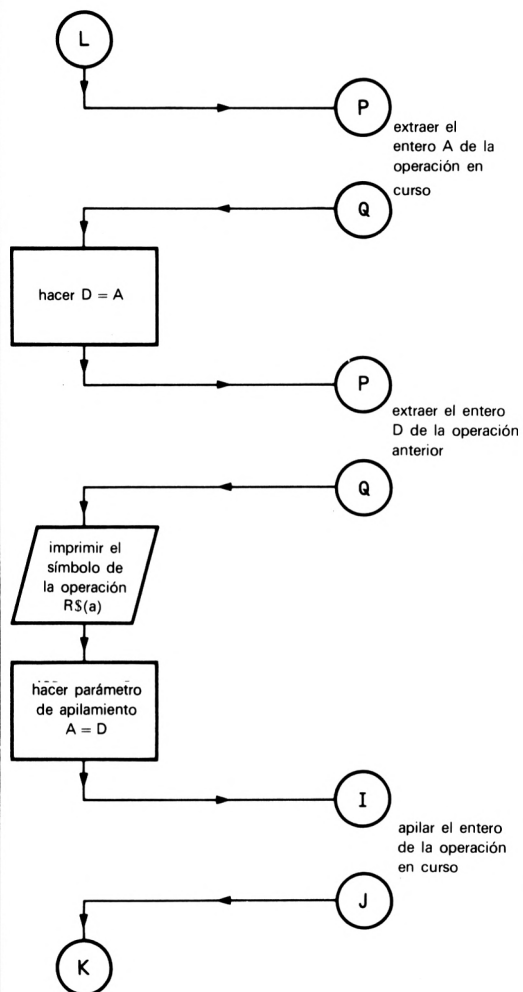 L
P
extraer el
entero A de la
operación en
curso
Q
hacer D = A
P
extraer el entero
D de la operación
anterior
Q
imprimir el
símbolo de
la operación
R$(a)
hacer parámetro
de apilamiento
A = D
I
apilar el entero
de la operación
en curso
J
K